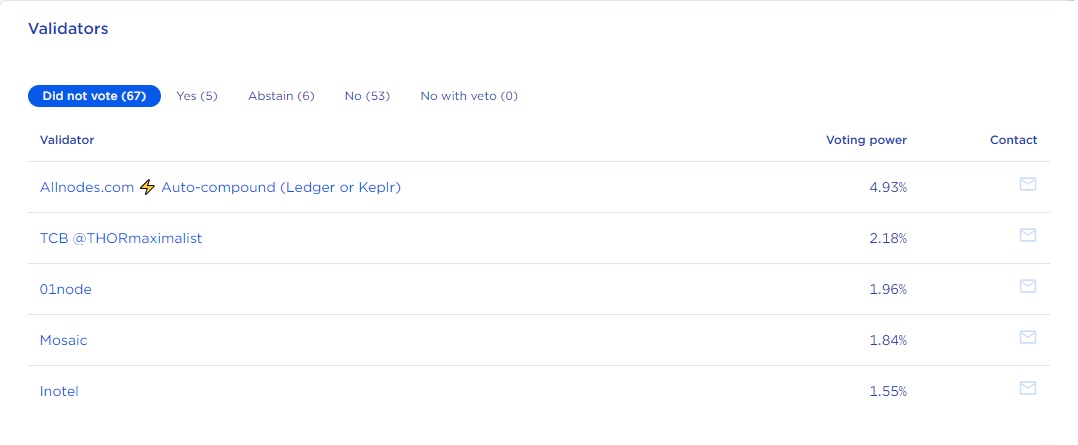 Validators
Did not vote (67) Yes (5) Abstain (6) No (53) No with veto (0)
Validator Voting power Contact
Allnodes.com ⚡ Auto-compound (Ledger or Keplr) 4.93%
TCB @THORmaximalist 2.18%
01node 1.96%
Mosaic 1.84%
Inotel 1.55%